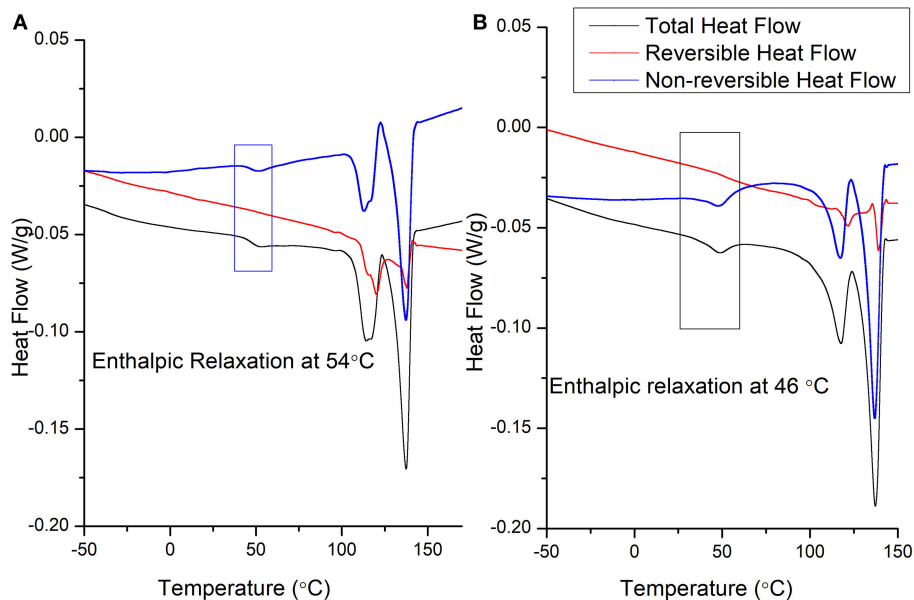 A
B
Total Heat Flow
Reversible Heat Flow
Non-reversible Heat Flow
0.05
0.00
-0.05
-0.10
-0.15
-0.20
Heat Flow (W/g)
Enthalpic Relaxation at 54°C
-50
0
50
100
150
Temperature (°C)
0.05
0.00
-0.05
-0.10
-0.15
-0.20
Heat Flow (W/g)
Enthalpic relaxation at 46 °C
-50
0
50
100
150
Temperature (°C)